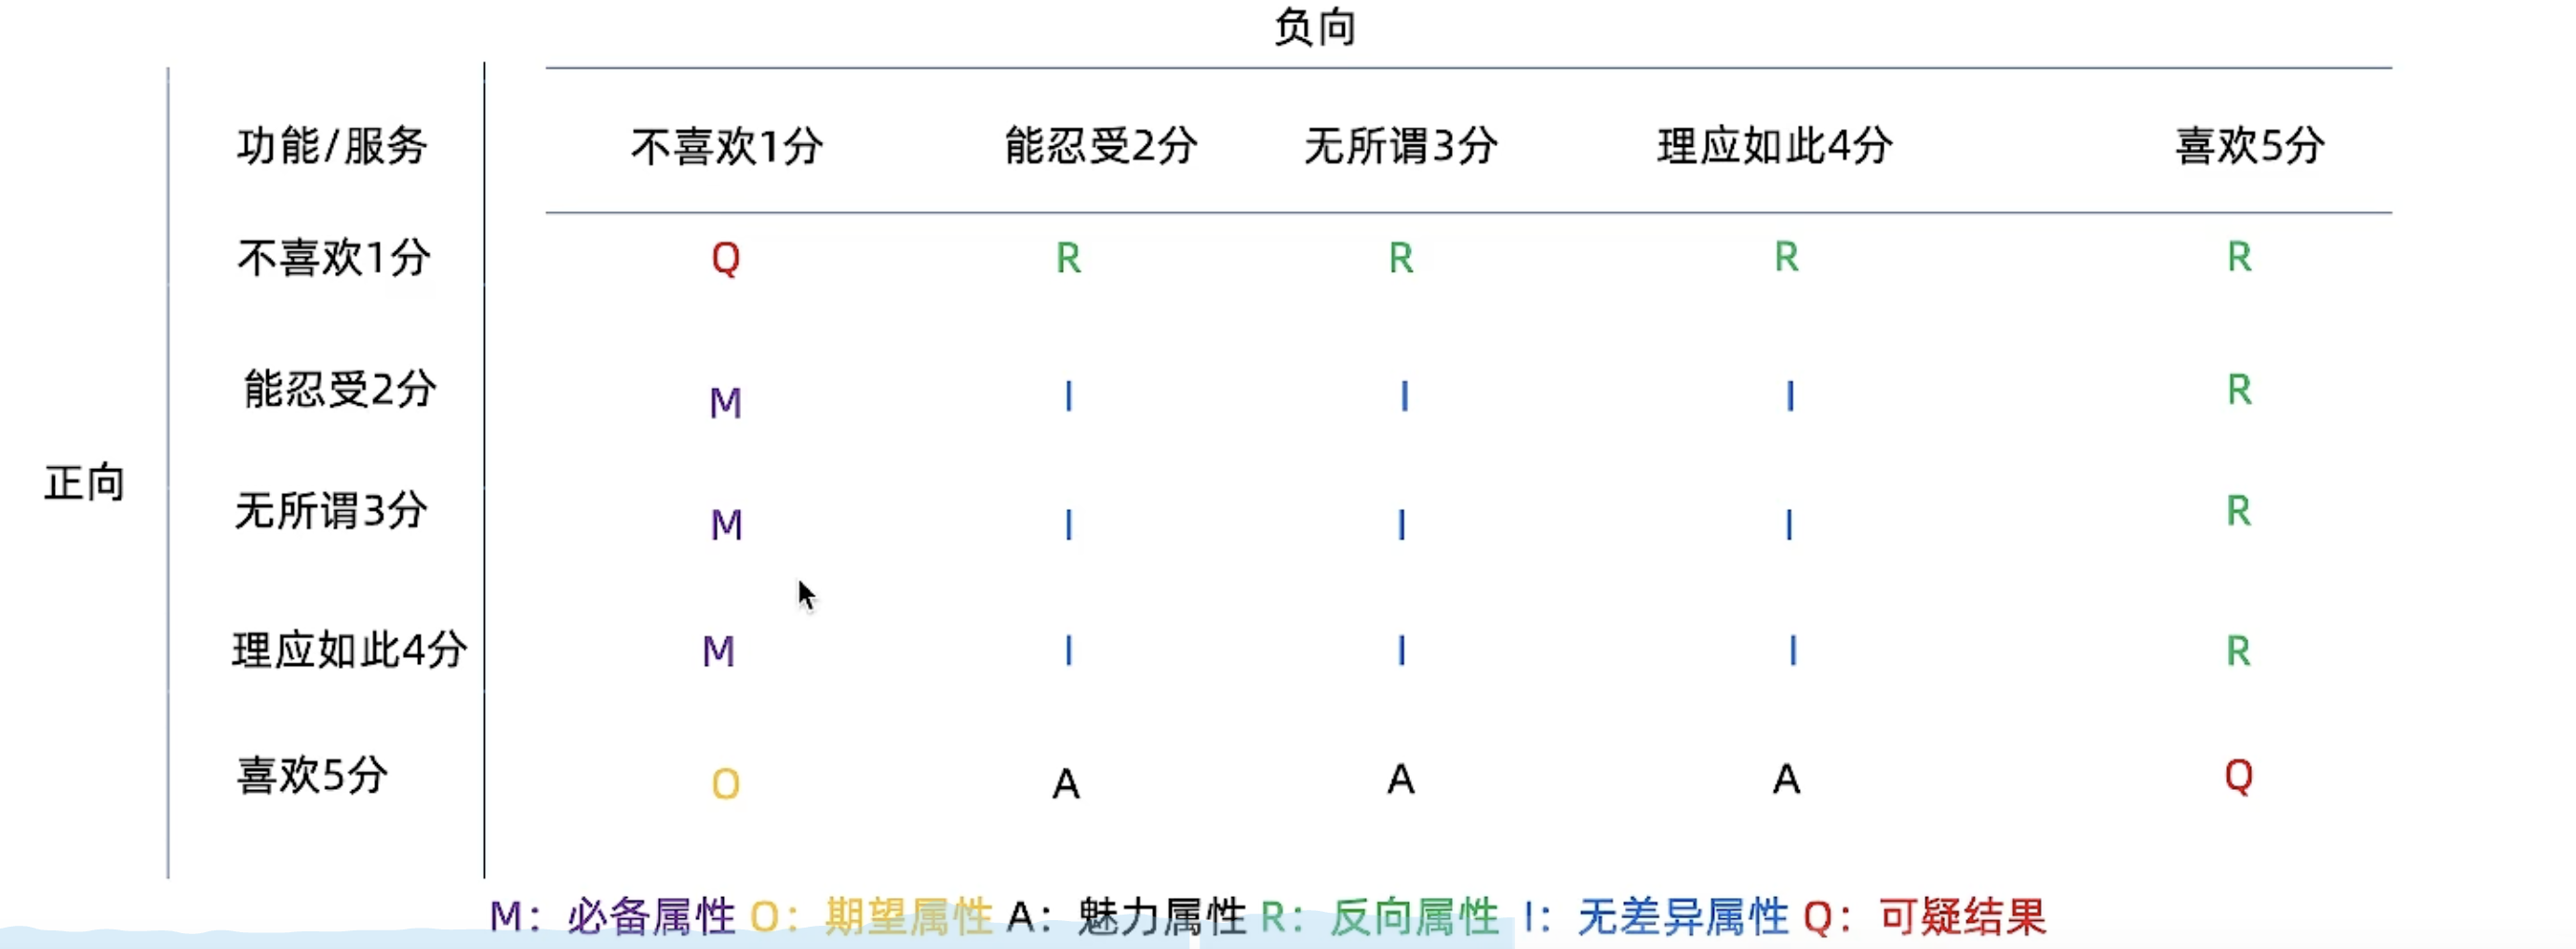 负向
功能/服务 不喜欢1分 能忍受2分 无所谓3分 理应如此4分 喜欢5分
不喜欢1分 Q R R R R
能忍受2分 M I I I R
正向
无所谓3分 M I I I R
理应如此4分 M I I I R
喜欢5分 O A A A Q
M：必备属性 O：期望属性 A：魅力属性 R：反向属性 I：无差异属性 Q：可疑结果